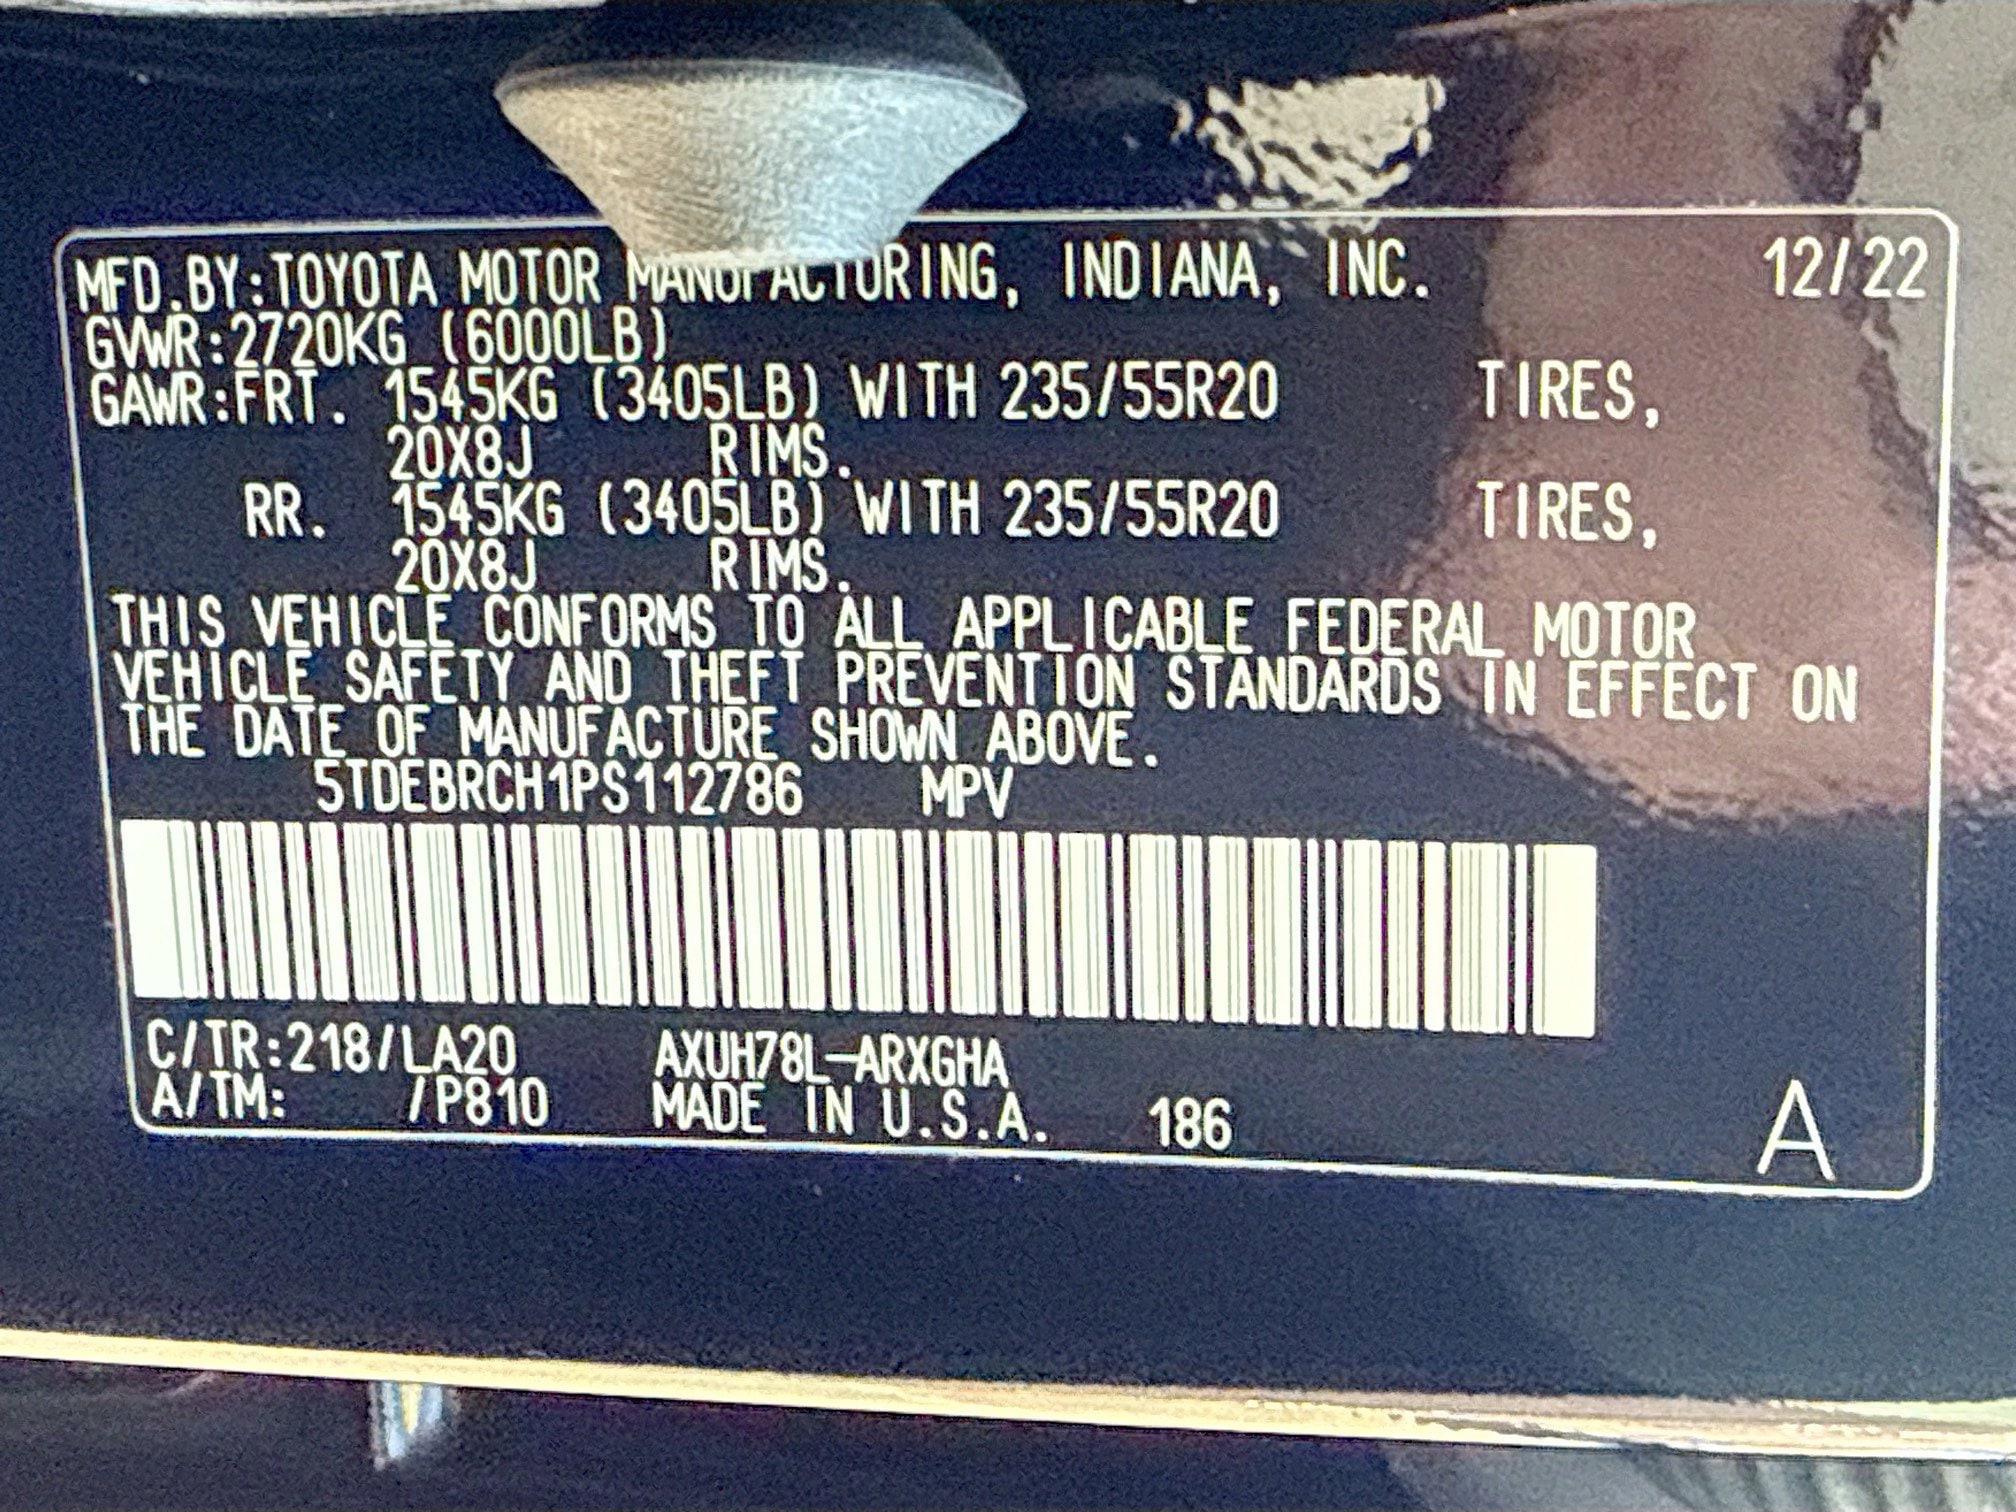 MFD.BY:TOYOTA MOTOR MANUFACTURING, INDIANA, INC. 12/22
GVWR:2720KG (6000LB)
GAWR:FRT. 1545KG (3405LB) WITH 235/55R20 TIRES,
20X8J RIMS.
RR. 1545KG (3405LB) WITH 235/55R20 TIRES,
20X8J RIMS.
THIS VEHICLE CONFORMS TO ALL APPLICABLE FEDERAL MOTOR
VEHICLE SAFETY AND THEFT PREVENTION STANDARDS IN EFFECT ON
THE DATE OF MANUFACTURE SHOWN ABOVE.
5TDEBRCH1PS112786 MPV
C/TR:218/LA20 AXUH78L-ARXGHA
A/TM: /P810 MADE IN U.S.A. 186 A